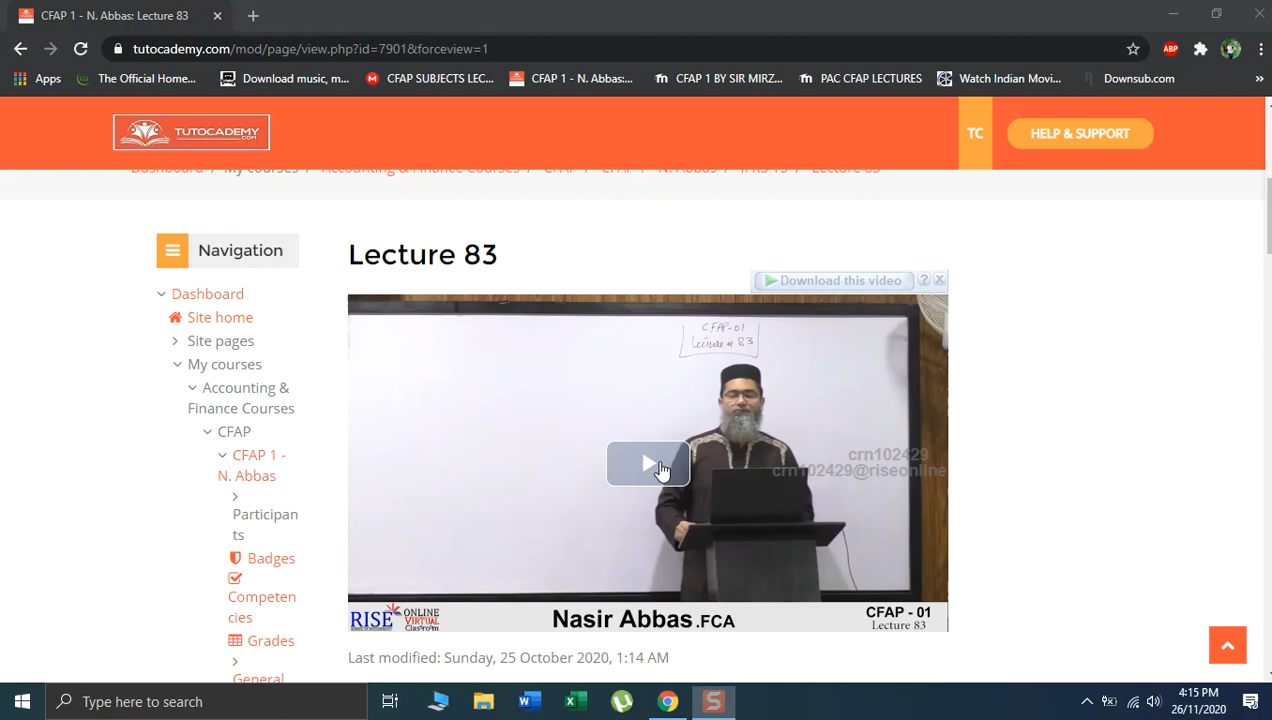 CFAP 1 - N. Abbas: Lecture 83
tutocademy.com/mod/page/view.php?id=7901&forceview=1
ABP
Apps
The Official Home...
Download music, m...
CFAP SUBJECTS LEC...
CFAP 1 - N. Abbas:...
CFAP 1 BY SIR MIRZ...
PAC CFAP LECTURES
Watch Indian Movi...
Downsub.com
TUTOCADEMY
.COM
TC
HELP & SUPPORT
Dashboard / My courses / Accounting & Finance Courses / CFAP / CFAP 1 - N. Abbas / IFRS 15 / Lecture 83
Navigation
Dashboard
Site home
Site pages
My courses
Accounting &
Finance Courses
CFAP
CFAP 1 -
N. Abbas
Participan
ts
Badges
Competen
cies
Grades
General
Lecture 83
Download this video
CFAP-01
Lecture # 83
crn102429
crn102429@riseonline
RISE ONLINE
VIRTUAL
Classroom
Nasir Abbas .FCA
CFAP - 01
Lecture 83
Last modified: Sunday, 25 October 2020, 1:14 AM
Type here to search
4:15 PM
26/11/2020